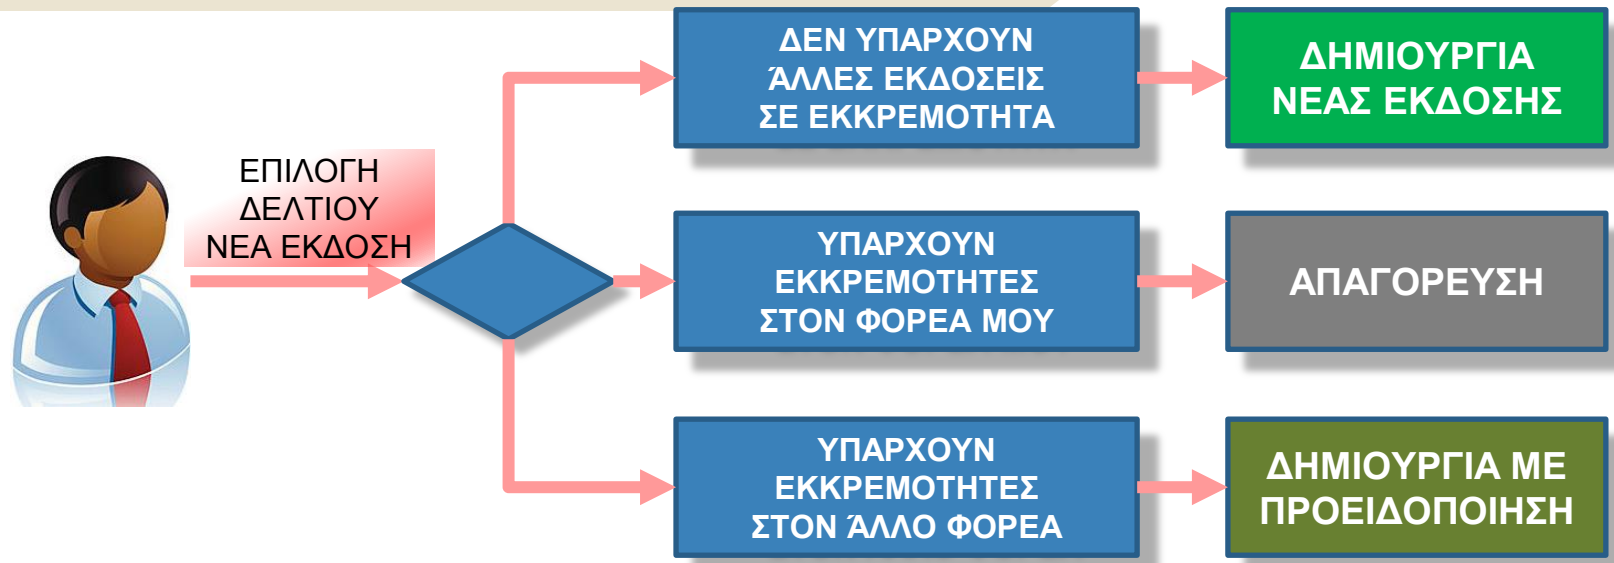 ΕΠΙΛΟΓΗ
ΔΕΛΤΙΟΥ
ΝΕΑ ΕΚΔΟΣΗ
ΔΕΝ ΥΠΑΡΧΟΥΝ
ΆΛΛΕΣ ΕΚΔΟΣΕΙΣ
ΣΕ ΕΚΚΡΕΜΟΤΗΤΑ
ΔΗΜΙΟΥΡΓΙΑ
ΝΕΑΣ ΕΚΔΟΣΗΣ
ΥΠΑΡΧΟΥΝ
ΕΚΚΡΕΜΟΤΗΤΕΣ
ΣΤΟΝ ΦΟΡΕΑ ΜΟΥ
ΑΠΑΓΟΡΕΥΣΗ
ΥΠΑΡΧΟΥΝ
ΕΚΚΡΕΜΟΤΗΤΕΣ
ΣΤΟΝ ΆΛΛΟ ΦΟΡΕΑ
ΔΗΜΙΟΥΡΓΙΑ ΜΕ
ΠΡΟΕΙΔΟΠΟΙΗΣΗ